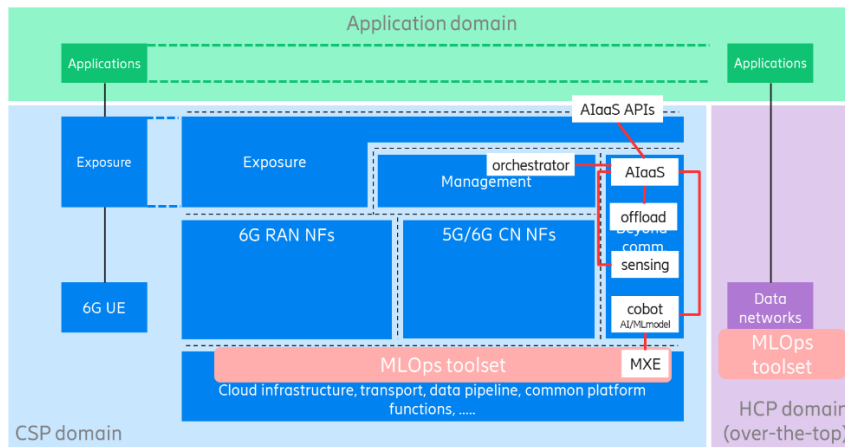 Application domain
Applications
Applications
AIaaS APIs
Exposure
Exposure
orchestrator
Management
AIaaS
offload
Beyond
comm
6G RAN NFs
5G/6G CN NFs
sensing
6G UE
cobot
AI/MLmodel
Data
networks
MLOps toolset
MXE
MLOps
toolset
Cloud infrastructure, transport, data pipeline, common platform
functions, .....
CSP domain
HCP domain
(over-the-top)